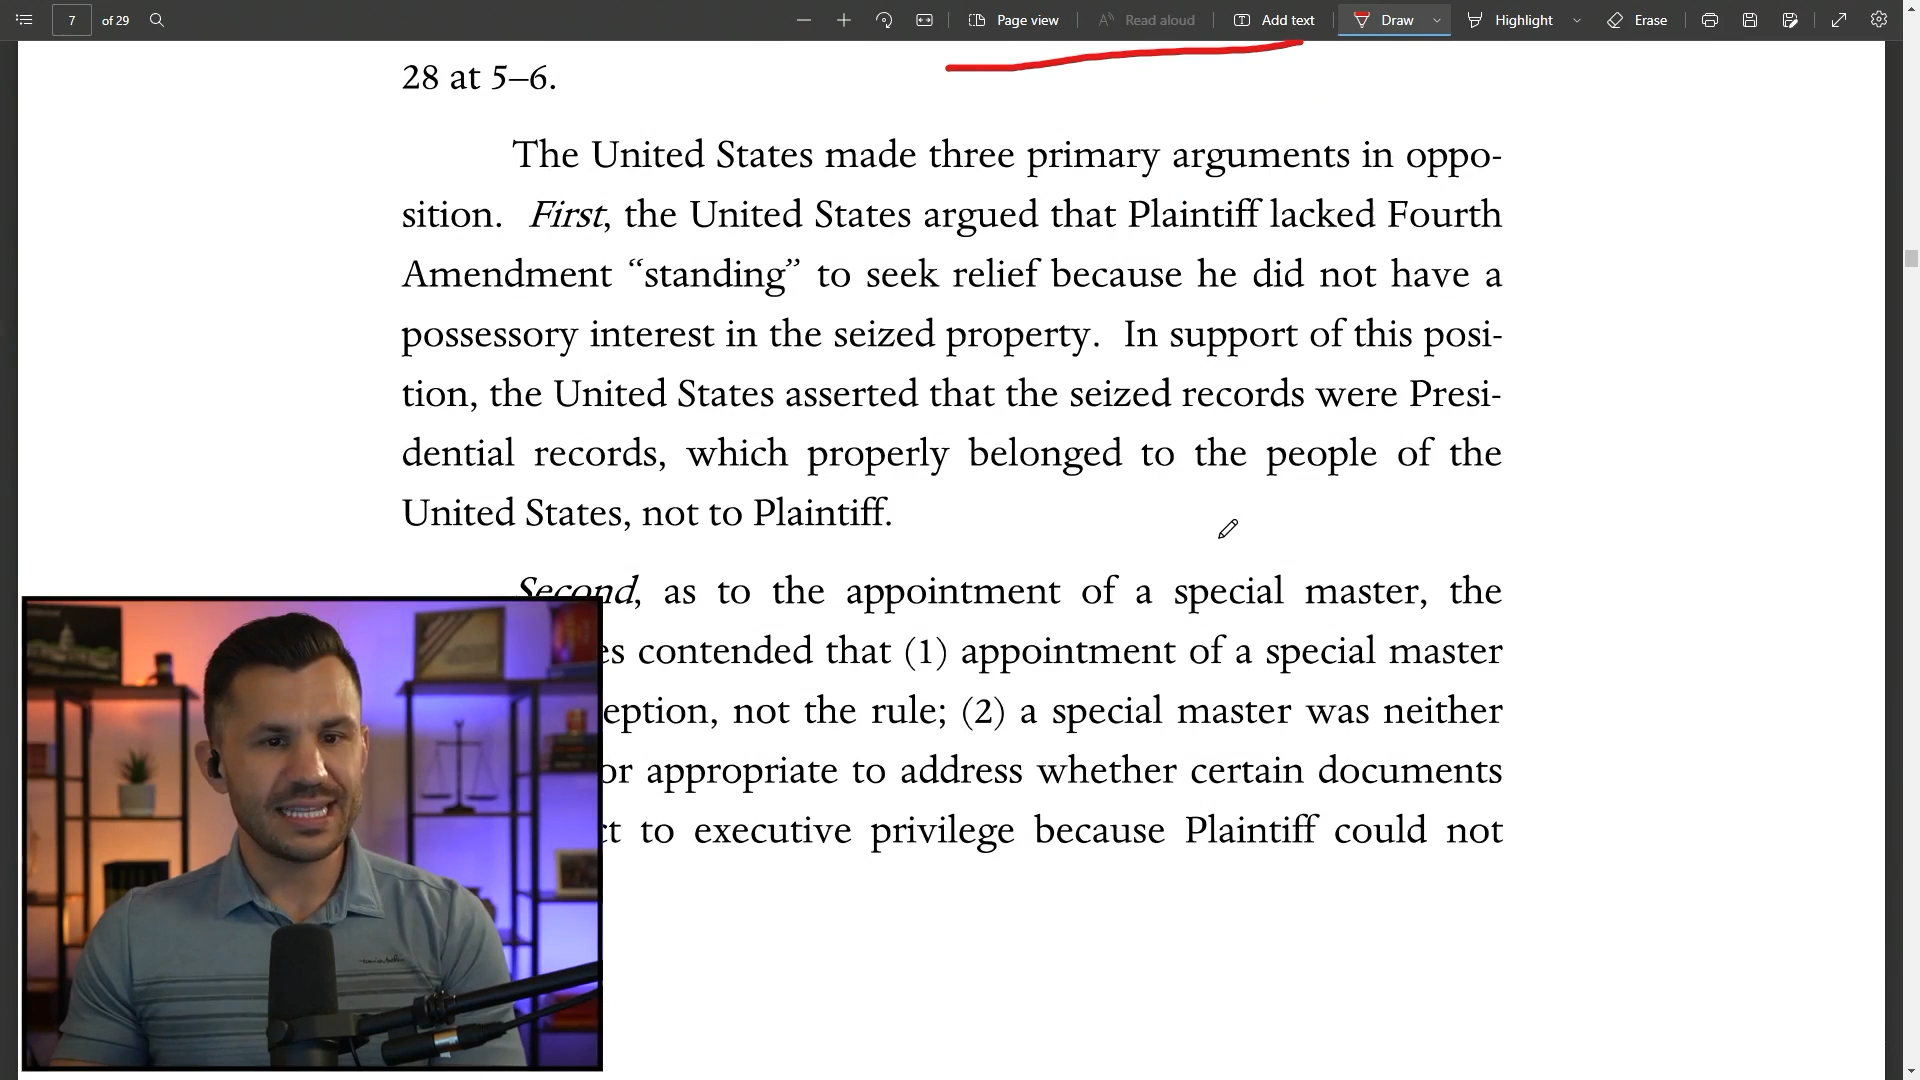 7 of 29 Page view Read aloud Add text Draw Highlight Erase
28 at 5–6.
The United States made three primary arguments in oppo-
sition. First, the United States argued that Plaintiff lacked Fourth
Amendment “standing” to seek relief because he did not have a
possessory interest in the seized property. In support of this posi-
tion, the United States asserted that the seized records were Presi-
dential records, which properly belonged to the people of the
United States, not to Plaintiff.
Second, as to the appointment of a special master, the
es contended that (1) appointment of a special master
eption, not the rule; (2) a special master was neither
or appropriate to address whether certain documents
ct to executive privilege because Plaintiff could not